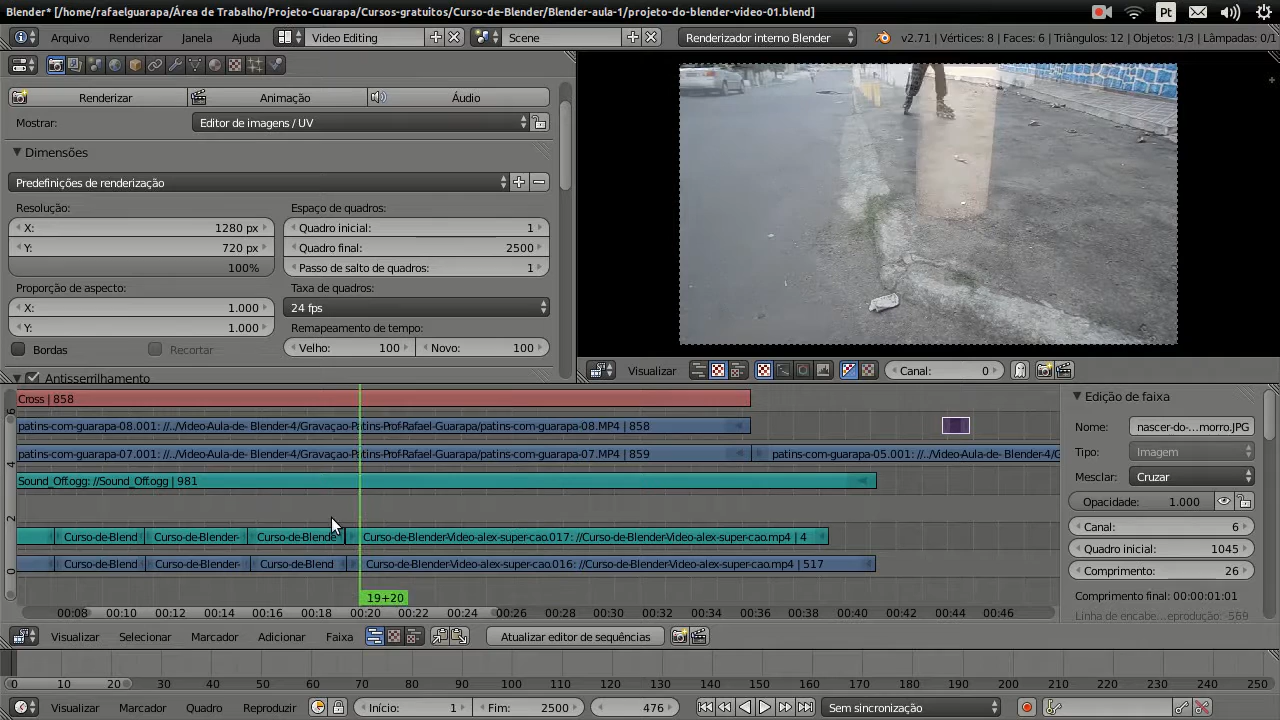 Blender* [/home/rafaelguarapa/Área de Trabalho/Projeto-Guarapa/Cursos-gratuitos/Curso-de-Blender/Blender-aula-1/projeto-do-blender-video-01.blend]
Pt
Arquivo Renderizar Janela Ajuda Video Editing Scene Renderizador interno Blender v2.71 | Vértices: 8 | Faces: 6 | Triângulos: 12 | Objetos: 1/3 | Lâmpadas: 0/1
Renderizar Animação Áudio
Mostrar: Editor de imagens / UV
Dimensões
Predefinições de renderização
Resolução: Espaço de quadros:
X: 1280 px Quadro inicial: 1
Y: 720 px Quadro final: 2500
100% Passo de salto de quadros: 1
Proporção de aspecto: Taxa de quadros:
X: 1.000 24 fps
Y: 1.000 Remapeamento de tempo:
Bordas Recortar Velho: 100 Novo: 100
Antisserrilhamento
Visualizar Canal: 0
Cross | 858
patins-com-guarapa-08.001: //../Video-Aula-de- Blender-4/Gravaçao-Patins-Prof-Rafael-Guarapa/patins-com-guarapa-08.MP4 | 858
patins-com-guarapa-07.001: //../Video-Aula-de- Blender-4/Gravaçao-Patins-Prof-Rafael-Guarapa/patins-com-guarapa-07.MP4 | 859 patins-com-guarapa-05.001: //../Video-Aula-de- Blender-4/G
Sound_Off.ogg: //Sound_Off.ogg | 981
Curso-de-Blend Curso-de-Blender- Curso-de-Blende Curso-de-Blender-Video-alex-super-cao.017: //Curso-de-Blender-Video-alex-super-cao.mp4 | 4
Curso-de-Blend Curso-de-Blender- Curso-de-Blend Curso-de-Blender-Video-alex-super-cao.016: //Curso-de-Blender-Video-alex-super-cao.mp4 | 517
6
4
2
0
19+20
00:08 00:10 00:12 00:14 00:16 00:18 00:20 00:22 00:24 00:26 00:28 00:30 00:32 00:34 00:36 00:38 00:40 00:42 00:44 00:46
Edição de faixa
Nome: nascer-do-...morro.JPG
Tipo: Imagem
Mesclar: Cruzar
Opacidade: 1.000
Canal: 6
Quadro inicial: 1045
Comprimento: 26
Comprimento final: 00:00:01:01
Linha de encabe...eprodução: -569
Visualizar Selecionar Marcador Adicionar Faixa Atualizar editor de sequências
0 10 20 30 40 50 60 70 80 90 100 110 120 130 140 150 160 170 180 190 200 210 220 230 240 250
Visualizar Marcador Quadro Reproduzir Início: 1 Fim: 2500 476 Sem sincronização